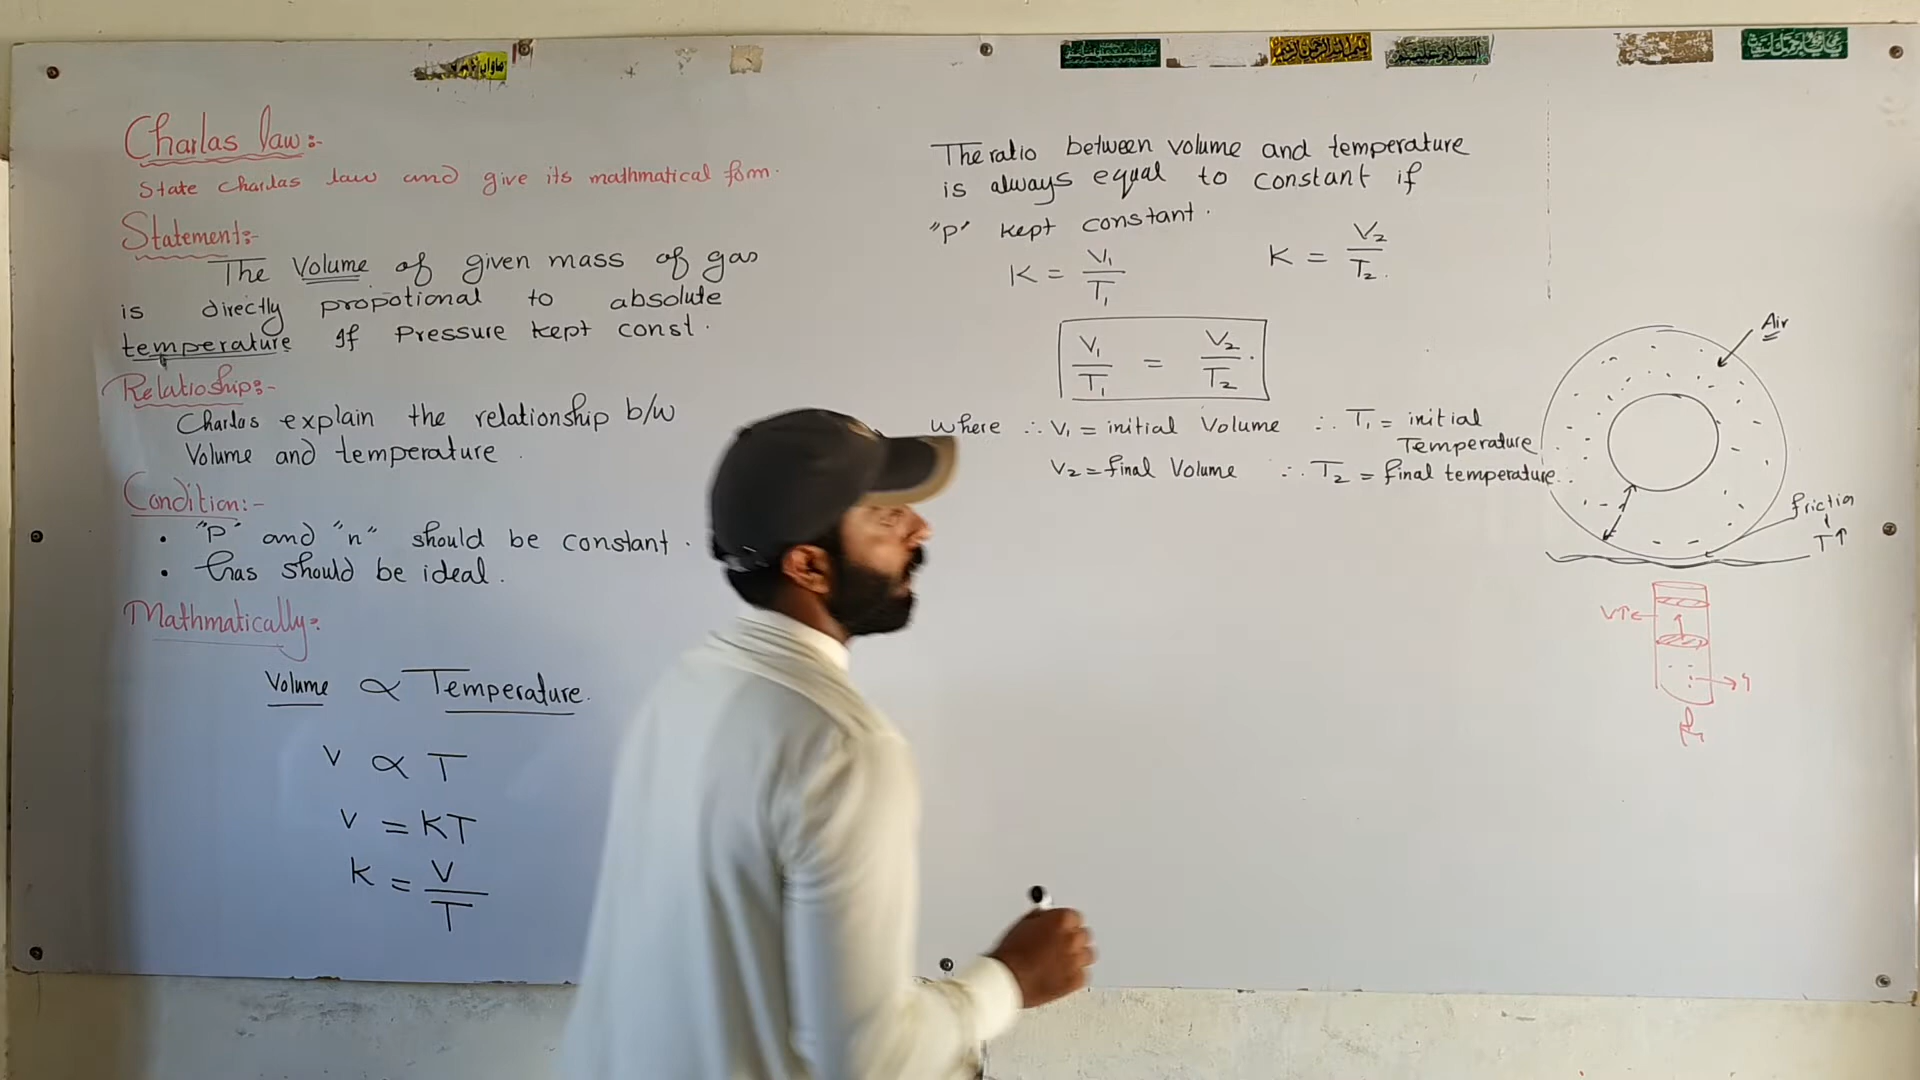 Charlas law:-
State charlas law and give its mathmatical form.
Statement:-
The Volume of given mass of gas
is directly propotional to absolute
temperature If Pressure kept const.
Relatioship:-
Charlas explain the relationship b/w
Volume and temperature.
Condition:-
• "P" and "n" should be constant.
• Gas should be ideal.
Mathmatically:
Volume ∝ Temperature.
V ∝ T
V = KT
K = V/T
The ratio between volume and temperature
is always equal to constant if
"P" kept constant.
K = V₁/T₁ K = V₂/T₂.
V₁/T₁ = V₂/T₂.
where ∴ V₁ = initial Volume ∴ T₁ = initial
Temperature
V₂ = final Volume ∴ T₂ = final temperature.
Air
friction
T↑
V↑